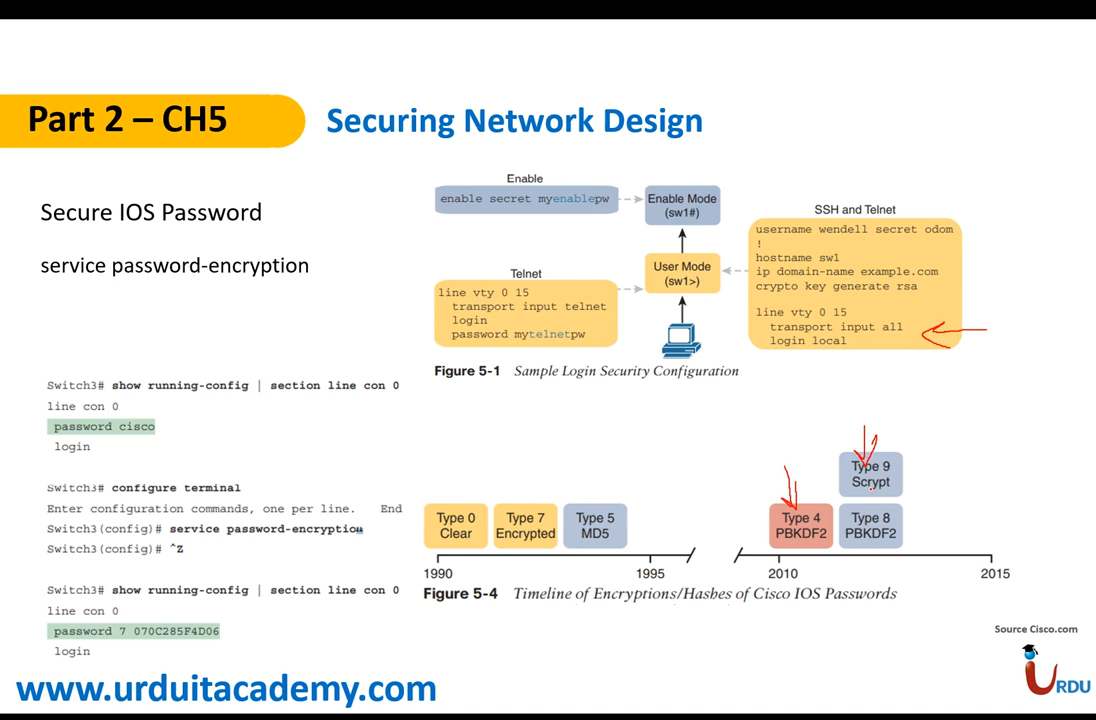 Part 2 – CH5
Securing Network Design
Secure IOS Password
service password-encryption
Enable
enable secret myenablepw
Enable Mode
(sw1#)
User Mode
(sw1>)
Telnet
line vty 0 15
transport input telnet
login
password mytelnetpw
SSH and Telnet
username wendell secret odom
!
hostname sw1
ip domain-name example.com
crypto key generate rsa
line vty 0 15
transport input all
login local
Figure 5-1 Sample Login Security Configuration
Switch3# show running-config | section line con 0
line con 0
password cisco
login
Switch3# configure terminal
Enter configuration commands, one per line. End
Switch3(config)# service password-encryption
Switch3(config)# ^Z
Switch3# show running-config | section line con 0
line con 0
password 7 070C285F4D06
login
Type 0
Clear
Type 7
Encrypted
Type 5
MD5
Type 4
PBKDF2
Type 9
Scrypt
Type 8
PBKDF2
1990
1995
2010
2015
Figure 5-4 Timeline of Encryptions/Hashes of Cisco IOS Passwords
Source Cisco.com
URDU
www.urduitacademy.com